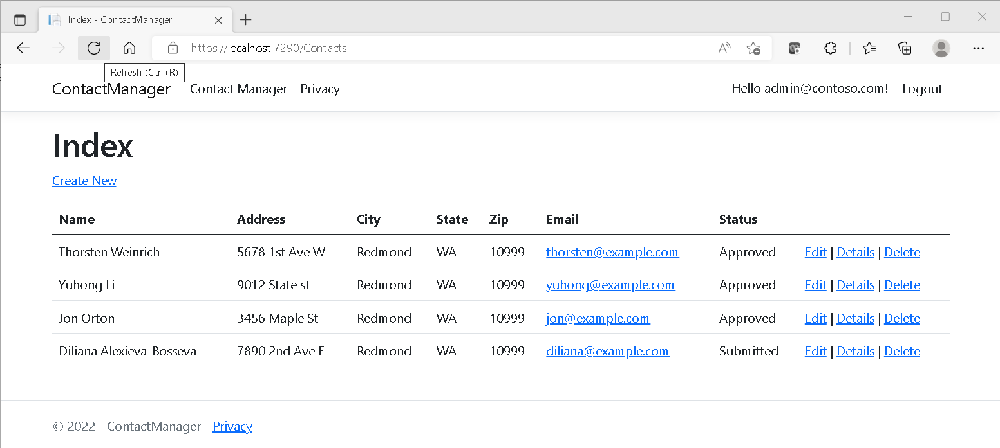 Index - ContactManager
https://localhost:7290/Contacts
Refresh (Ctrl+R)
ContactManager Contact Manager Privacy Hello admin@contoso.com! Logout
Index
Create New
Name Address City State Zip Email Status
Thorsten Weinrich 5678 1st Ave W Redmond WA 10999 thorsten@example.com Approved Edit | Details | Delete
Yuhong Li 9012 State st Redmond WA 10999 yuhong@example.com Approved Edit | Details | Delete
Jon Orton 3456 Maple St Redmond WA 10999 jon@example.com Approved Edit | Details | Delete
Diliana Alexieva-Bosseva 7890 2nd Ave E Redmond WA 10999 diliana@example.com Submitted Edit | Details | Delete
© 2022 - ContactManager - Privacy